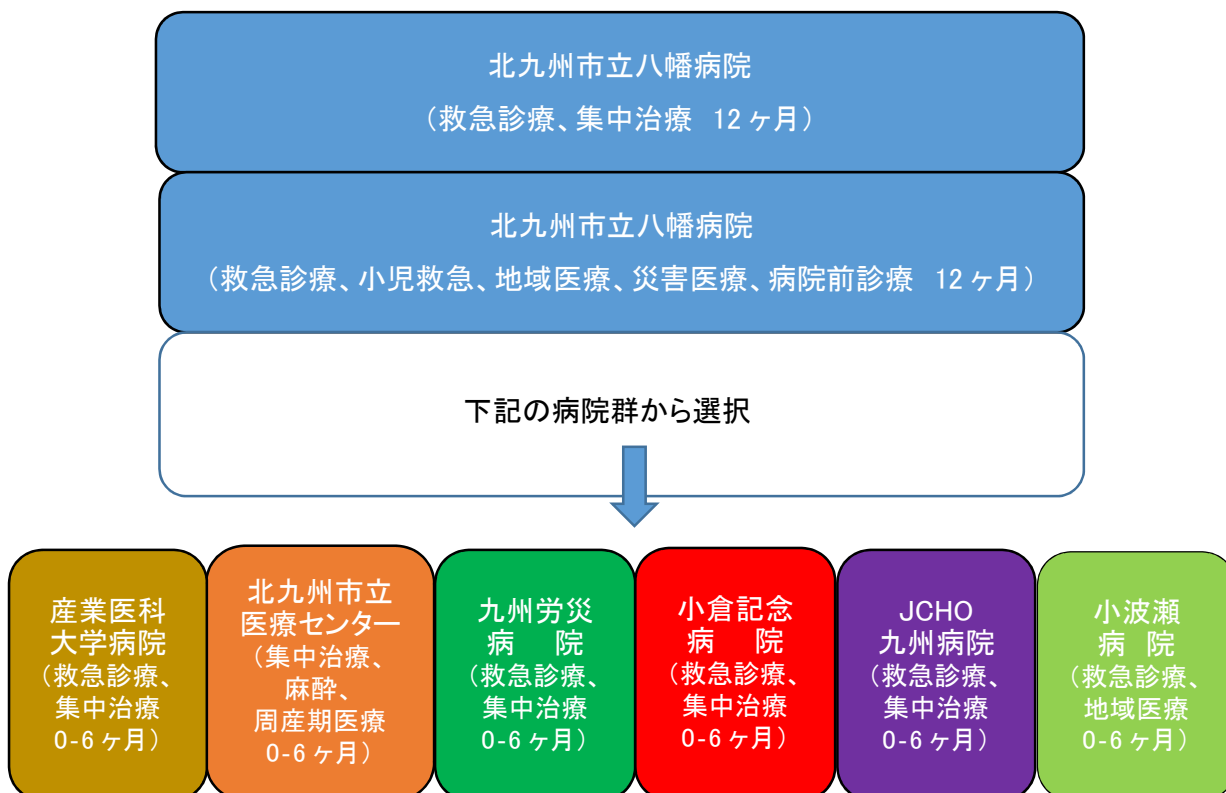 北九州市立八幡病院
（救急診療、集中治療 12ヶ月）
北九州市立八幡病院
（救急診療、小児救急、地域医療、災害医療、病院前診療 12ヶ月）
下記の病院群から選択
産業医科
大学病院
（救急診療、
集中治療
0-6ヶ月）
北九州市立
医療センター
（集中治療、
麻酔、
周産期医療
0-6ヶ月）
九州労災
病 院
（救急診療、
集中治療
0-6ヶ月）
小倉記念
病 院
（救急診療、
集中治療
0-6ヶ月）
JCHO
九州病院
（救急診療、
集中治療
0-6ヶ月）
小波瀬
病 院
（救急診療、
地域医療
0-6ヶ月）